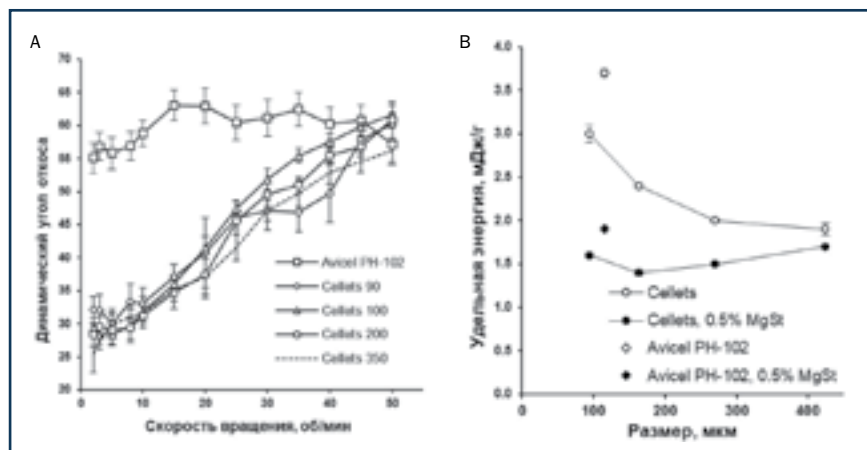 A
70
65
60
55
50
45
40
35
30
25
20
Динамический угол откоса
0
10
20
30
40
50
Скорость вращения, об/мин
Avicel PH-102
Cellets 90
Cellets 100
Cellets 200
Cellets 350
B
4.0
3.5
3.0
2.5
2.0
1.5
1.0
0.5
0.0
Удельная энергия, мДж/г
100
200
300
400
Размер, мкм
Cellets
Cellets, 0.5% MgSt
Avicel PH-102
Avicel PH-102, 0.5% MgSt